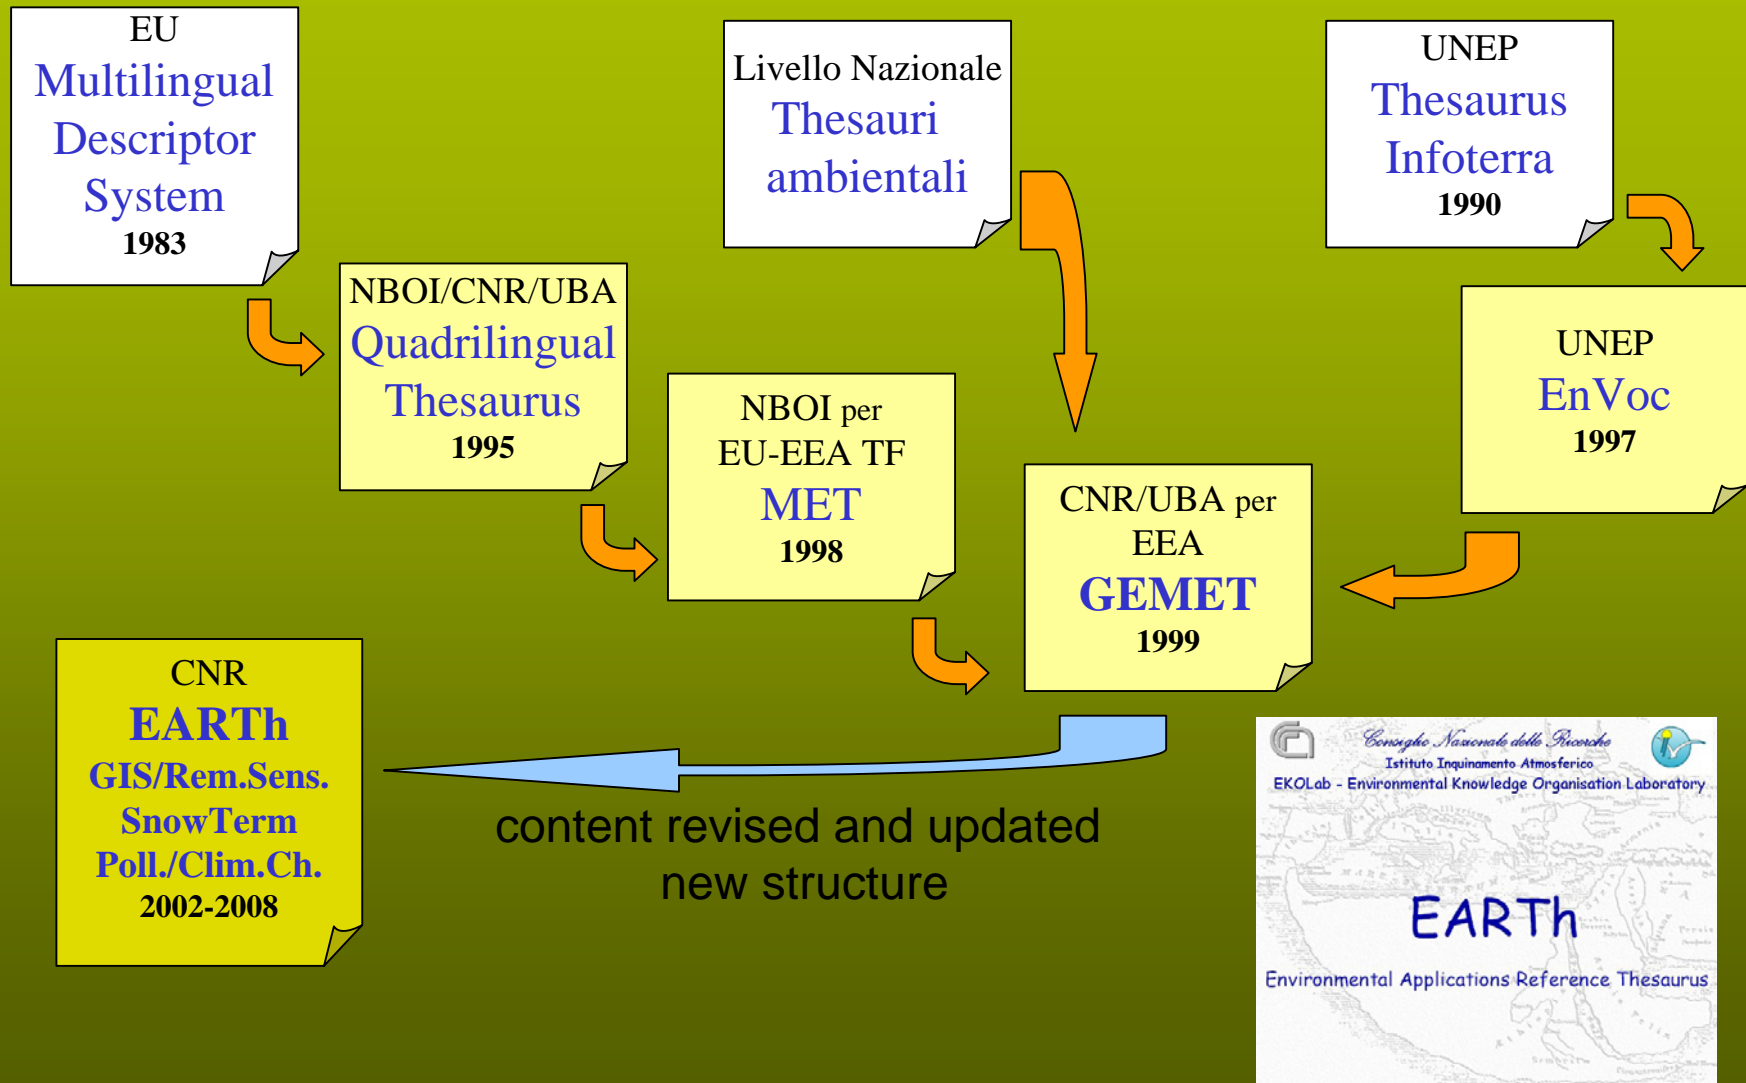 EU
Multilingual
Descriptor
System
1983
Livello Nazionale
Thesauri
ambientali
UNEP
Thesaurus
Infoterra
1990
NBOI/CNR/UBA
Quadrilingual
Thesaurus
1995
NBOI per
EU-EEA TF
MET
1998
CNR/UBA per
EEA
GEMET
1999
UNEP
EnVoc
1997
CNR
EARTh
GIS/Rem.Sens.
SnowTerm
Poll./Clim.Ch.
2002-2008
content revised and updated
new structure
Consiglio Nazionale delle Ricerche
Istituto Inquinamento Atmosferico
EKOLab - Environmental Knowledge Organisation Laboratory
EARTh
Environmental Applications Reference Thesaurus